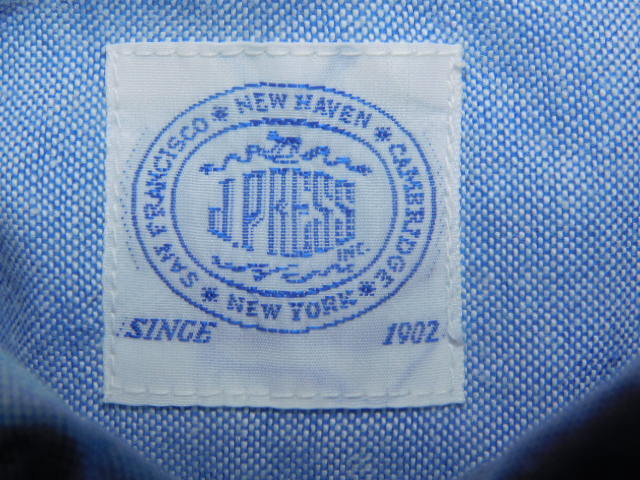 SAN FRANCISCO * NEW HAVEN * CAMBRIDGE * NEW YORK *
J.PRESS
INC.
SINCE 1902